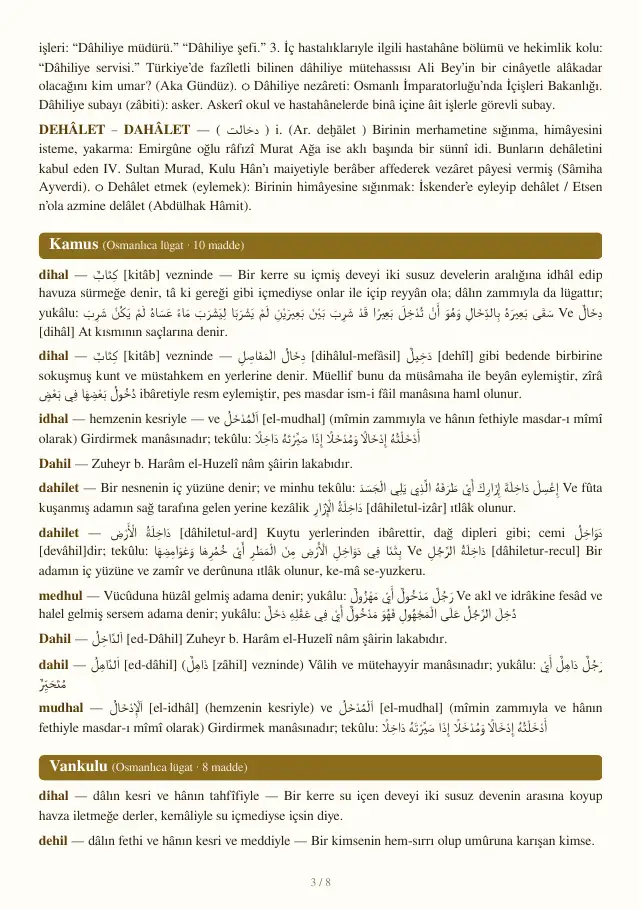 işleri: “Dâhiliye müdürü.” “Dâhiliye şefi.” 3. İç hastalıklarıyle ilgili hastahâne bölümü ve hekimlik kolu:
“Dâhiliye servisi.” Türkiye’de fazîletli bilinen dâhiliye mütehassısı Ali Bey’in bir cinâyetle alâkadar
olacağını kim umar? (Aka Gündüz). ○ Dâhiliye nezâreti: Osmanlı İmparatorluğu’nda İçişleri Bakanlığı.
Dâhiliye subayı (zâbiti): asker. Askerî okul ve hastahânelerde binâ içine âit işlerle görevli subay.
DEHÂLET – DAHÂLET — ( دخالت ) i. (Ar. deḫālet ) Birinin merhametine sığınma, himâyesini
isteme, yakarma: Emirgûne oğlu râfızî Murat Ağa ise aklı başında bir sünnî idi. Bunların dehâletini
kabul eden IV. Sultan Murad, Kulu Hân’ı maiyetiyle berâber affederek vezâret pâyesi vermiş (Sâmiha
Ayverdi). ○ Dehâlet etmek (eylemek): Birinin himâyesine sığınmak: İskender’e eyleyip dehâlet / Etsen
n’ola azmine delâlet (Abdülhak Hâmit).
Kamus (Osmanlıca lügat · 10 madde)
dihal — كِتَابٌ [kitâb] vezninde — Bir kerre su içmiş deveyi iki susuz develerin aralığına idhâl edip
havuza sürmeğe denir, tâ ki gereği gibi içmediyse onlar ile içip reyyân ola; dâlın zammıyla da lügattır;
yukâlu: سَقَى بَعِيرَهُ بِالدِّخَالِ وَهُوَ أَنْ تُدْخِلَ بَعِيرًا قَدْ شَرِبَ بَيْنَ بَعِيرَيْنِ لَمْ يَشْرَبَا لِيَشْرَبَ مَاءً عَسَاهُ لَمْ يَكُنْ شَرِبَ Ve دِخَالٌ
[dihâl] At kısmının saçlarına denir.
dihal — كِتَابٌ [kitâb] vezninde — دِخَالُ الْمَفَاصِلِ [dihâlul-mefâsil] دَخِيلٌ [dehîl] gibi bedende birbirine
sokuşmuş kunt ve müstahkem en yerlerine denir. Müellif bunu da müsâmaha ile beyân eylemiştir, zîrâ
دُخُولُ بَعْضِهَا فِي بَعْضٍ ibâretiyle resm eylemiştir, pes masdar ism-i fâil manâsına haml olunur.
idhal — hemzenin kesriyle — ve اَلْمُدْخَلُ [el-mudhal] (mîmin zammıyla ve hânın fethiyle masdar-ı mîmî
olarak) Girdirmek manâsınadır; tekûlu: أَدْخَلْتُهُ إِدْخَالًا وَمُدْخَلًا إِذَا صَيَّرْتَهُ دَاخِلًا
Dahil — Zuheyr b. Harâm el-Huzelî nâm şâirin lakabıdır.
dahilet — Bir nesnenin iç yüzüne denir; ve minhu tekûlu: إِغْسِلْ دَاخِلَةَ إِزَارِكَ أَيْ طَرَفَهُ الَّذِي يَلِي الْجَسَدَ Ve fûta
kuşanmış adamın sağ tarafına gelen yerine kezâlik دَاخِلَةُ الْإِزَارِ [dâhiletul-izâr] ıtlâk olunur.
dahilet — دَاخِلَةُ الْأَرْضِ [dâhiletul-ard] Kuytu yerlerinden ibârettir, dağ dipleri gibi; cemi دَوَاخِلُ
[devâhil]dir; tekûlu: بِتْنَا فِي دَوَاخِلِ الْأَرْضِ مِنَ الْمَطَرِ أَيْ خُمَرِهَا وَغَوَامِضِهَا Ve دَاخِلَةُ الرَّجُلِ [dâhiletur-recul] Bir
adamın iç yüzüne ve zamîr ve derûnuna ıtlâk olunur, ke-mâ se-yuzkeru.
medhul — Vücûduna hüzâl gelmiş adama denir; yukâlu: رَجُلٌ مَدْخُولٌ أَيْ مَهْزُولٌ Ve akl ve idrâkine fesâd ve
halel gelmiş sersem adama denir; yukâlu: دُخِلَ الرَّجُلُ عَلَى الْمَجْهُولِ فَهُوَ مَدْخُولٌ أَيْ فِي عَقْلِهِ دَخَلٌ
Dahil — اَلدَّاخِلُ [ed-Dâhil] Zuheyr b. Harâm el-Huzelî nâm şâirin lakabıdır.
dahil — اَلدَّاهِلُ [ed-dâhil] (ذَاهِلٌ [zâhil] vezninde) Vâlih ve mütehayyir manâsınadır; yukâlu: رَجُلٌ دَاهِلٌ أَيْ
مُتَحَيِّرٌ
mudhal — اَلْإِدْخَالُ [el-idhâl] (hemzenin kesriyle) ve اَلْمُدْخَلُ [el-mudhal] (mîmin zammıyla ve hânın
fethiyle masdar-ı mîmî olarak) Girdirmek manâsınadır; tekûlu: أَدْخَلْتُهُ إِدْخَالًا وَمُدْخَلًا إِذَا صَيَّرْتَهُ دَاخِلًا
Vankulu (Osmanlıca lügat · 8 madde)
dihal — dâlın kesri ve hânın tahfîfiyle — Bir kerre su içen deveyi iki susuz devenin arasına koyup
havza iletmeğe derler, kemâliyle su içmediyse içsin diye.
dehil — dâlın fethi ve hânın kesri ve meddiyle — Bir kimsenin hem-sırrı olup umûruna karışan kimse.
3 / 8